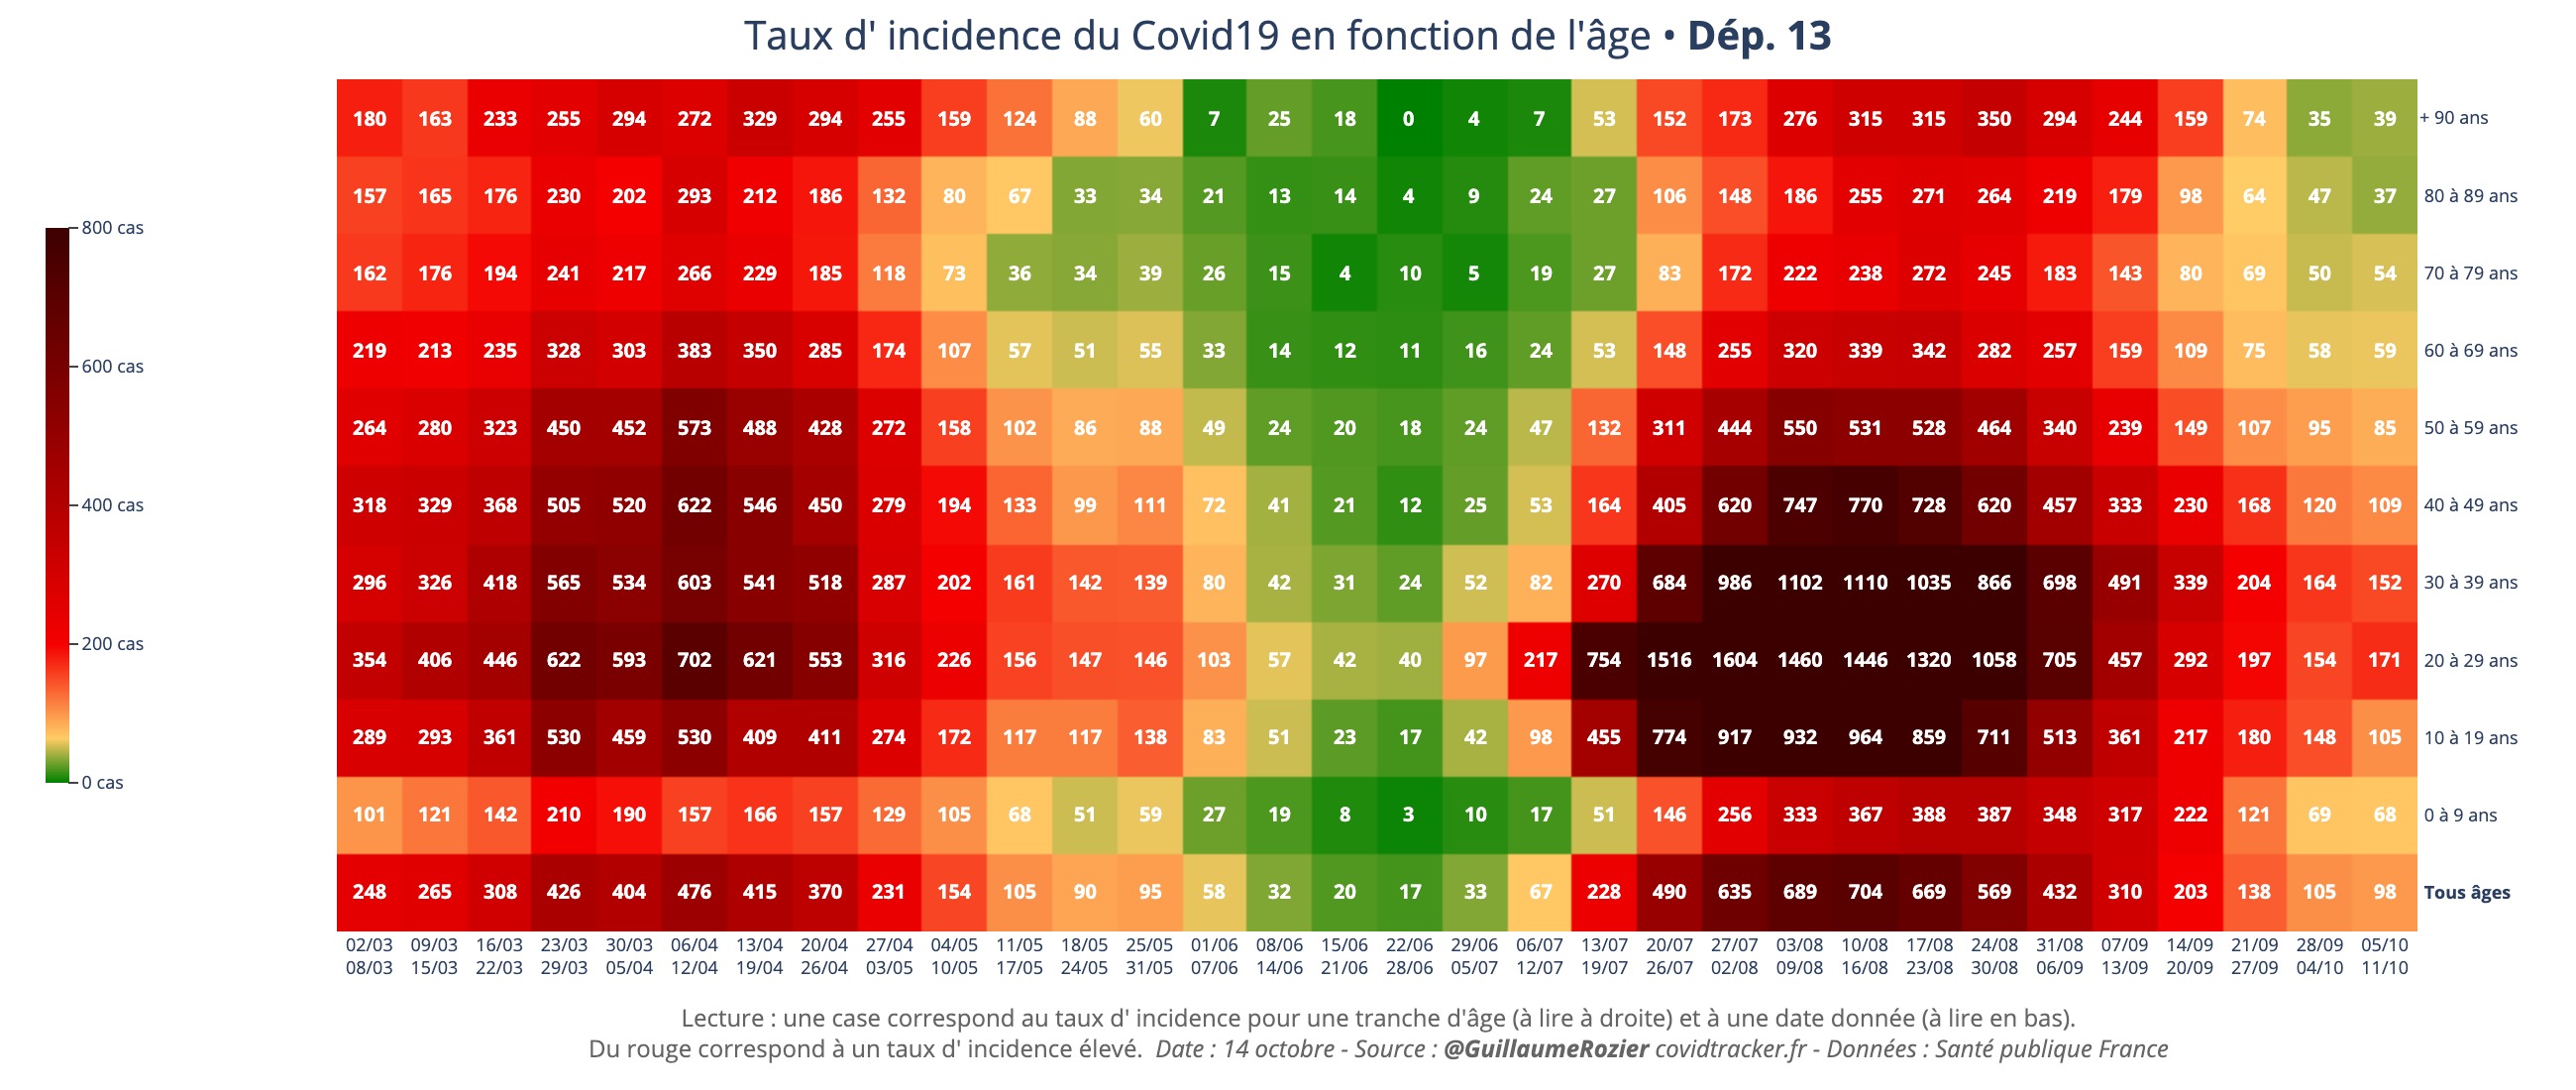 Taux d' incidence du Covid19 en fonction de l'âge • Dép. 13
180 163 233 255 294 272 329 294 255 159 124 88 60 7 25 18 0 4 7 53 152 173 276 315 315 350 294 244 159 74 35 39 + 90 ans
157 165 176 230 202 293 212 186 132 80 67 33 34 21 13 14 4 9 24 27 106 148 186 255 271 264 219 179 98 64 47 37 80 à 89 ans
800 cas
162 176 194 241 217 266 229 185 118 73 36 34 39 26 15 4 10 5 19 27 83 172 222 238 272 245 183 143 80 69 50 54 70 à 79 ans
219 213 235 328 303 383 350 285 174 107 57 51 55 33 14 12 11 16 24 53 148 255 320 339 342 282 257 159 109 75 58 59 60 à 69 ans
600 cas
264 280 323 450 452 573 488 428 272 158 102 86 88 49 24 20 18 24 47 132 311 444 550 531 528 464 340 239 149 107 95 85 50 à 59 ans
400 cas
318 329 368 505 520 622 546 450 279 194 133 99 111 72 41 21 12 25 53 164 405 620 747 770 728 620 457 333 230 168 120 109 40 à 49 ans
296 326 418 565 534 603 541 518 287 202 161 142 139 80 42 31 24 52 82 270 684 986 1102 1110 1035 866 698 491 339 204 164 152 30 à 39 ans
200 cas
354 406 446 622 593 702 621 553 316 226 156 147 146 103 57 42 40 97 217 754 1516 1604 1460 1446 1320 1058 705 457 292 197 154 171 20 à 29 ans
289 293 361 530 459 530 409 411 274 172 117 117 138 83 51 23 17 42 98 455 774 917 932 964 859 711 513 361 217 180 148 105 10 à 19 ans
0 cas
101 121 142 210 190 157 166 157 129 105 68 51 59 27 19 8 3 10 17 51 146 256 333 367 388 387 348 317 222 121 69 68 0 à 9 ans
248 265 308 426 404 476 415 370 231 154 105 90 95 58 32 20 17 33 67 228 490 635 689 704 669 569 432 310 203 138 105 98 Tous âges
02/03 09/03 16/03 23/03 30/03 06/04 13/04 20/04 27/04 04/05 11/05 18/05 25/05 01/06 08/06 15/06 22/06 29/06 06/07 13/07 20/07 27/07 03/08 10/08 17/08 24/08 31/08 07/09 14/09 21/09 28/09 05/10
08/03 15/03 22/03 29/03 05/04 12/04 19/04 26/04 03/05 10/05 17/05 24/05 31/05 07/06 14/06 21/06 28/06 05/07 12/07 19/07 26/07 02/08 09/08 16/08 23/08 30/08 06/09 13/09 20/09 27/09 04/10 11/10
Lecture : une case correspond au taux d' incidence pour une tranche d'âge (à lire à droite) et à une date donnée (à lire en bas).
Du rouge correspond à un taux d' incidence élevé. Date : 14 octobre - Source : @GuillaumeRozier covidtracker.fr - Données : Santé publique France